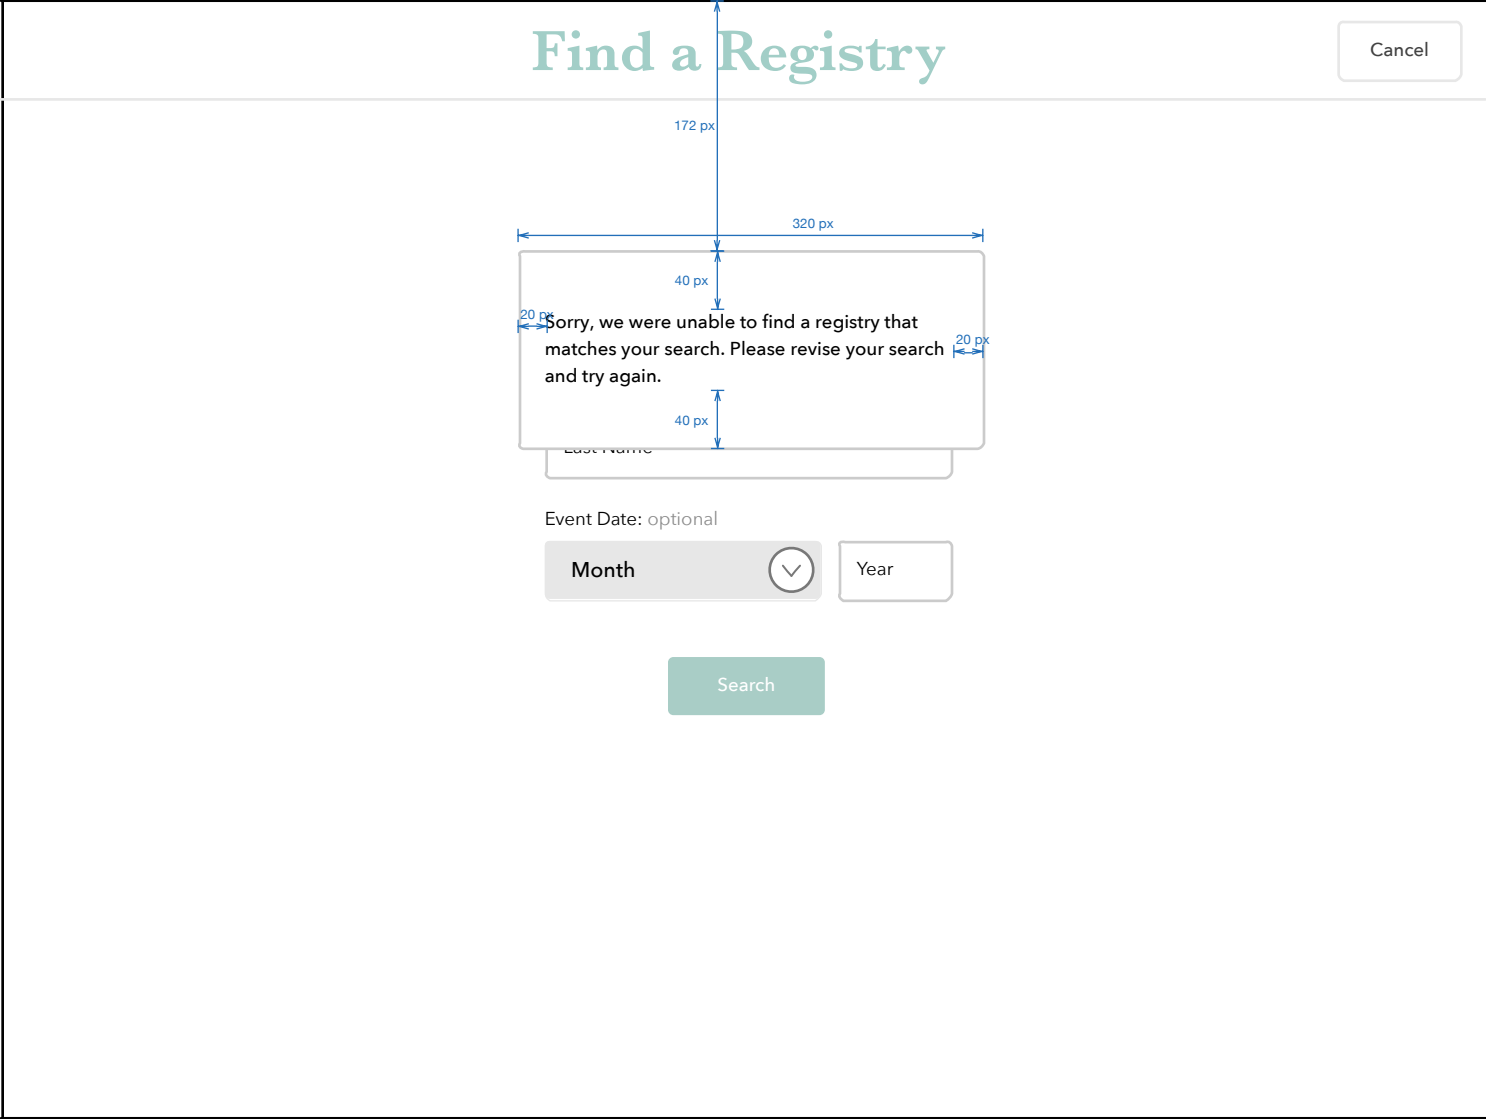 Find a Registry
Cancel
172 px
320 px
40 px
20 px
Sorry, we were unable to find a registry that
20 px
matches your search. Please revise your search
and try again.
40 px
Last Name
Event Date: optional
Month
Year
Search